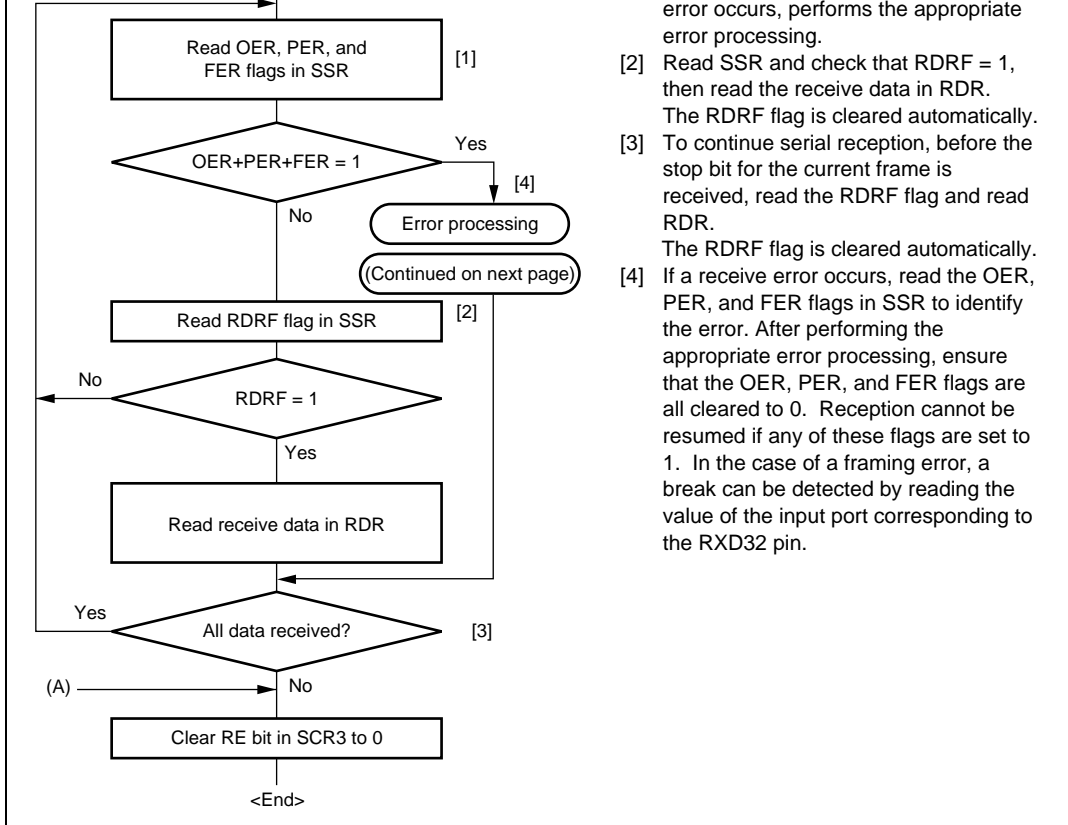 Read OER, PER, and
FER flags in SSR
[1]
OER+PER+FER = 1
Yes
[4]
No
Error processing
(Continued on next page)
Read RDRF flag in SSR
[2]
No
RDRF = 1
Yes
Read receive data in RDR
Yes
All data received?
[3]
(A)
No
Clear RE bit in SCR3 to 0
<End>
error occurs, performs the appropriate
error processing.
[2] Read SSR and check that RDRF = 1,
then read the receive data in RDR.
The RDRF flag is cleared automatically.
[3] To continue serial reception, before the
stop bit for the current frame is
received, read the RDRF flag and read
RDR.
The RDRF flag is cleared automatically.
[4] If a receive error occurs, read the OER,
PER, and FER flags in SSR to identify
the error. After performing the
appropriate error processing, ensure
that the OER, PER, and FER flags are
all cleared to 0. Reception cannot be
resumed if any of these flags are set to
1. In the case of a framing error, a
break can be detected by reading the
value of the input port corresponding to
the RXD32 pin.